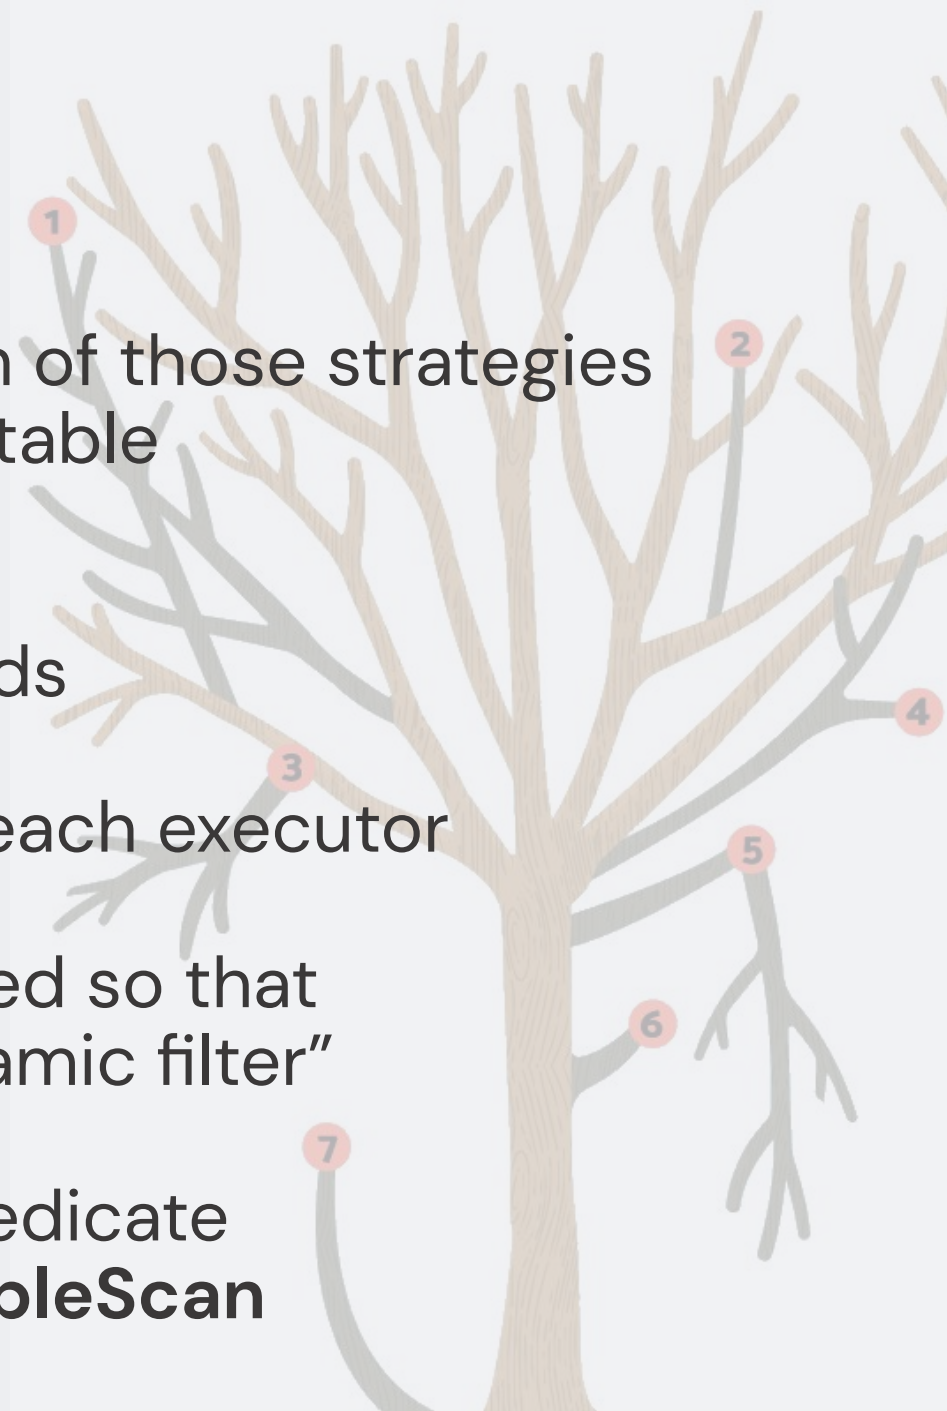 1
of those strategies
2
table
ds
4
3
each executor
5
ed so that
6
amic filter”
7
edicate
bleScan